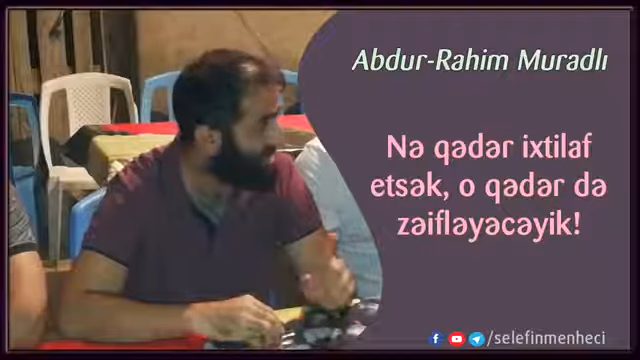 Abdur-Rahim Muradlı
Nə qədər ixtilaf
etsək, o qədər də
zəifləyəcəyik!
/selefinmenheci